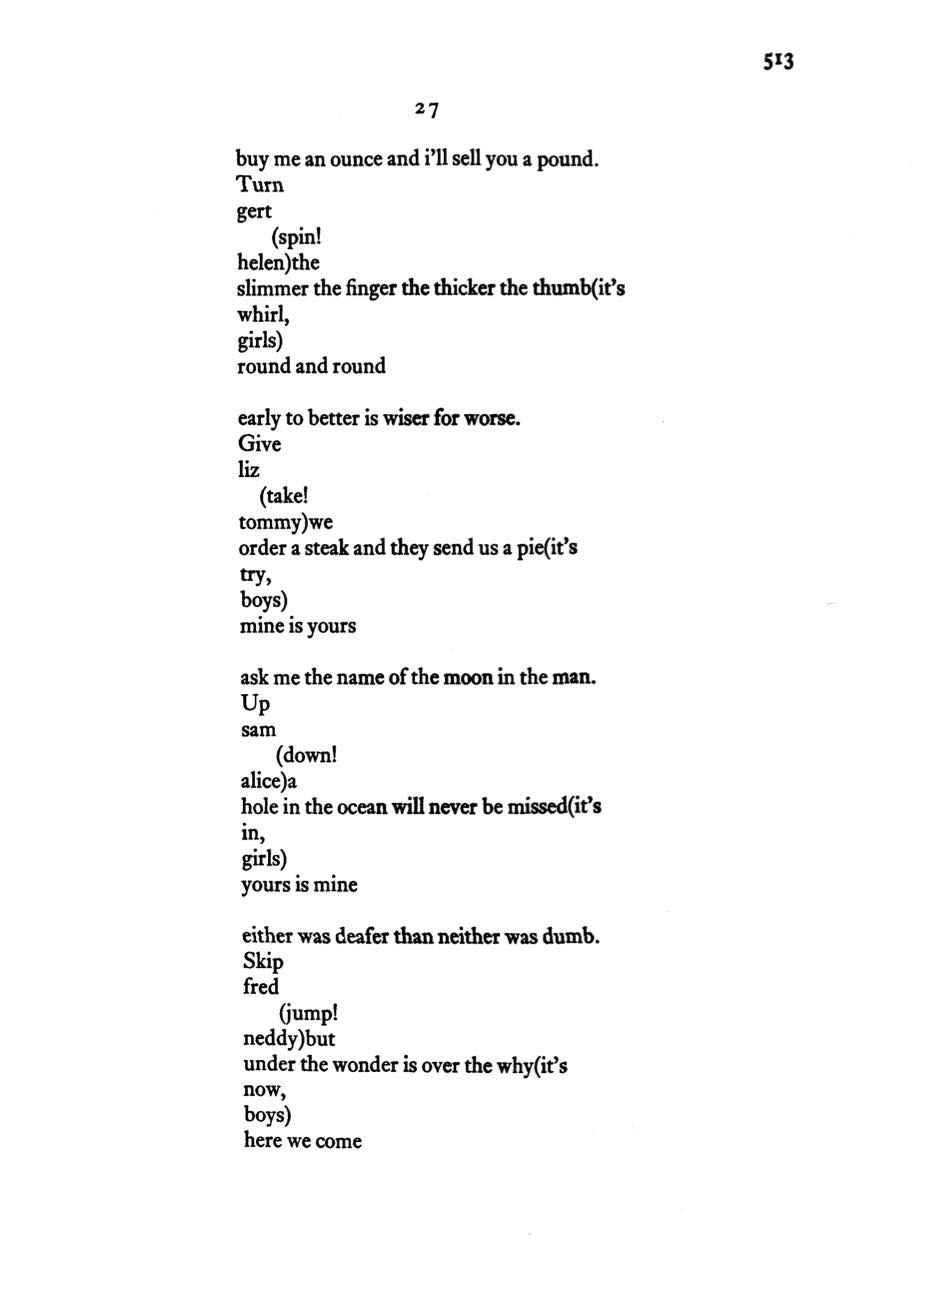 513
27
buy me an ounce and i’ll sell you a pound.
Turn
gert
(spin!
helen)the
slimmer the finger the thicker the thumb(it’s
whirl,
girls)
round and round
early to better is wiser for worse.
Give
liz
(take!
tommy)we
order a steak and they send us a pie(it’s
try,
boys)
mine is yours
ask me the name of the moon in the man.
Up
sam
(down!
alice)a
hole in the ocean will never be missed(it’s
in,
girls)
yours is mine
either was deafer than neither was dumb.
Skip
fred
(jump!
neddy)but
under the wonder is over the why(it’s
now,
boys)
here we come